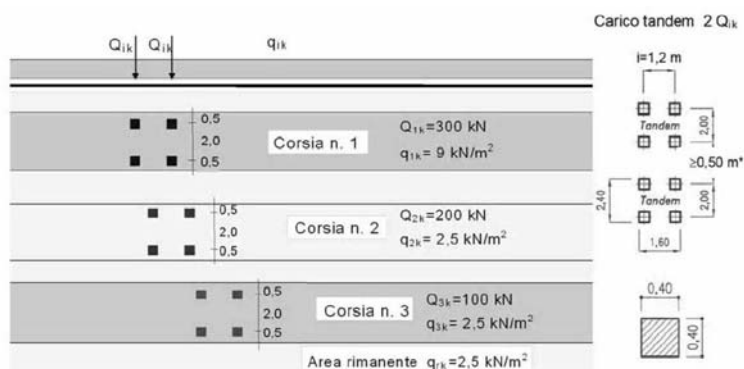 Carico tandem 2 Qik
Qik Qik qik
i=1,2 m
0,5
2,0
0,5
Corsia n. 1
Q1k=300 kN
q1k= 9 kN/m²
Tandem
2,00
≥0,50 m*
0,5
2,0
0,5
Corsia n. 2
Q2k=200 kN
q2k= 2,5 kN/m²
2,40
Tandem
2,00
1,60
0,5
2,0
0,5
Corsia n. 3
Q3k=100 kN
q3k= 2,5 kN/m²
0,40
0,40
Area rimanente qrk=2,5 kN/m²